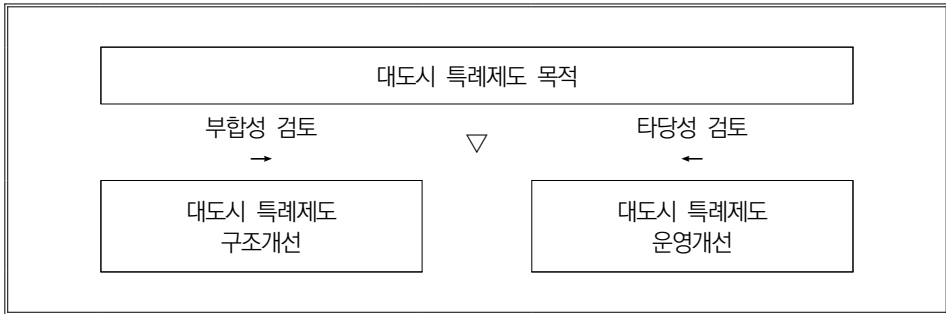 대도시 특례제도 목적
부합성 검토
타당성 검토
→
▽
←
대도시 특례제도
구조개선
대도시 특례제도
운영개선